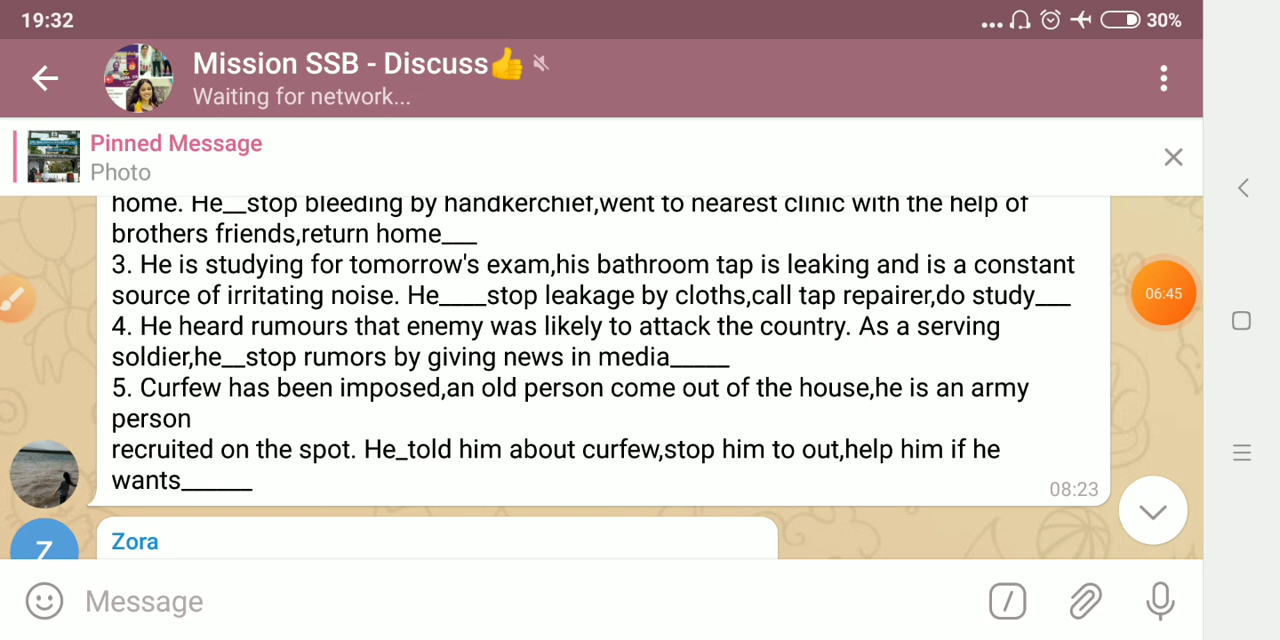 19:32
30%
Mission SSB - Discuss👍
Waiting for network...
Pinned Message
Photo
home. He__stop bleeding by handkerchief,went to nearest clinic with the help of
brothers friends,return home___
3. He is studying for tomorrow's exam,his bathroom tap is leaking and is a constant
source of irritating noise. He____stop leakage by cloths,call tap repairer,do study___
4. He heard rumours that enemy was likely to attack the country. As a serving
soldier,he__stop rumors by giving news in media_____
5. Curfew has been imposed,an old person come out of the house,he is an army
person
recruited on the spot. He_told him about curfew,stop him to out,help him if he
wants______
08:23
06:45
Z
Zora
Message